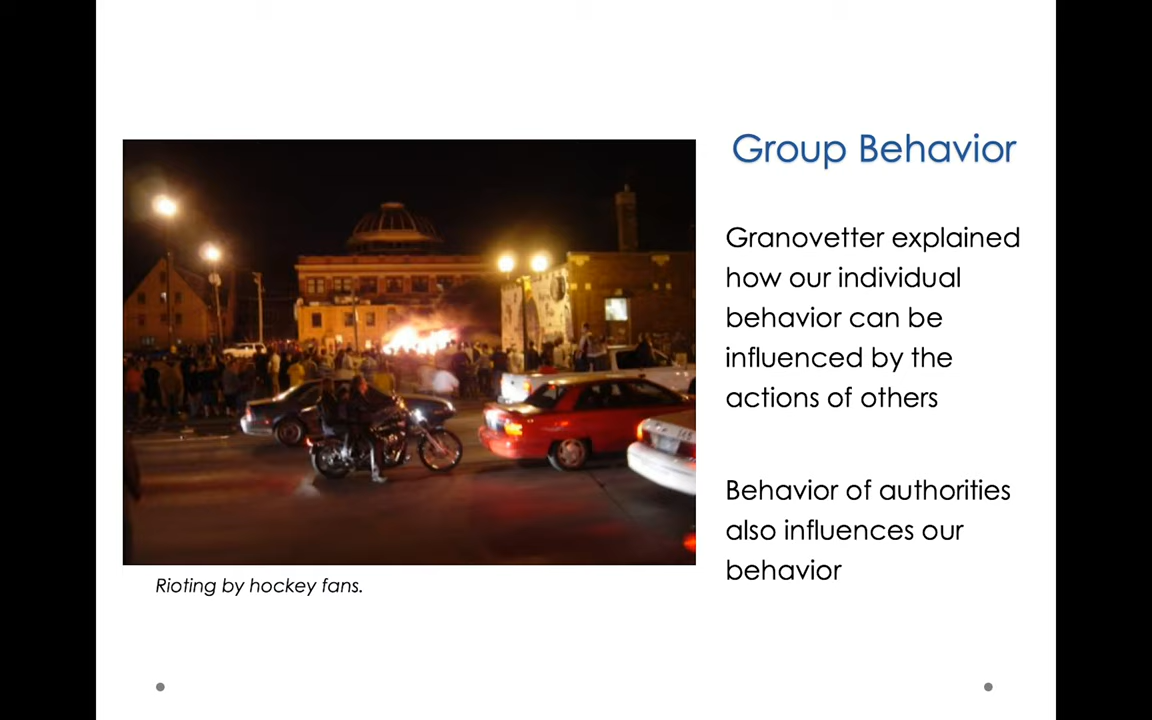 Group Behavior
Granovetter explained
how our individual
behavior can be
influenced by the
actions of others
Behavior of authorities
also influences our
behavior
Rioting by hockey fans.